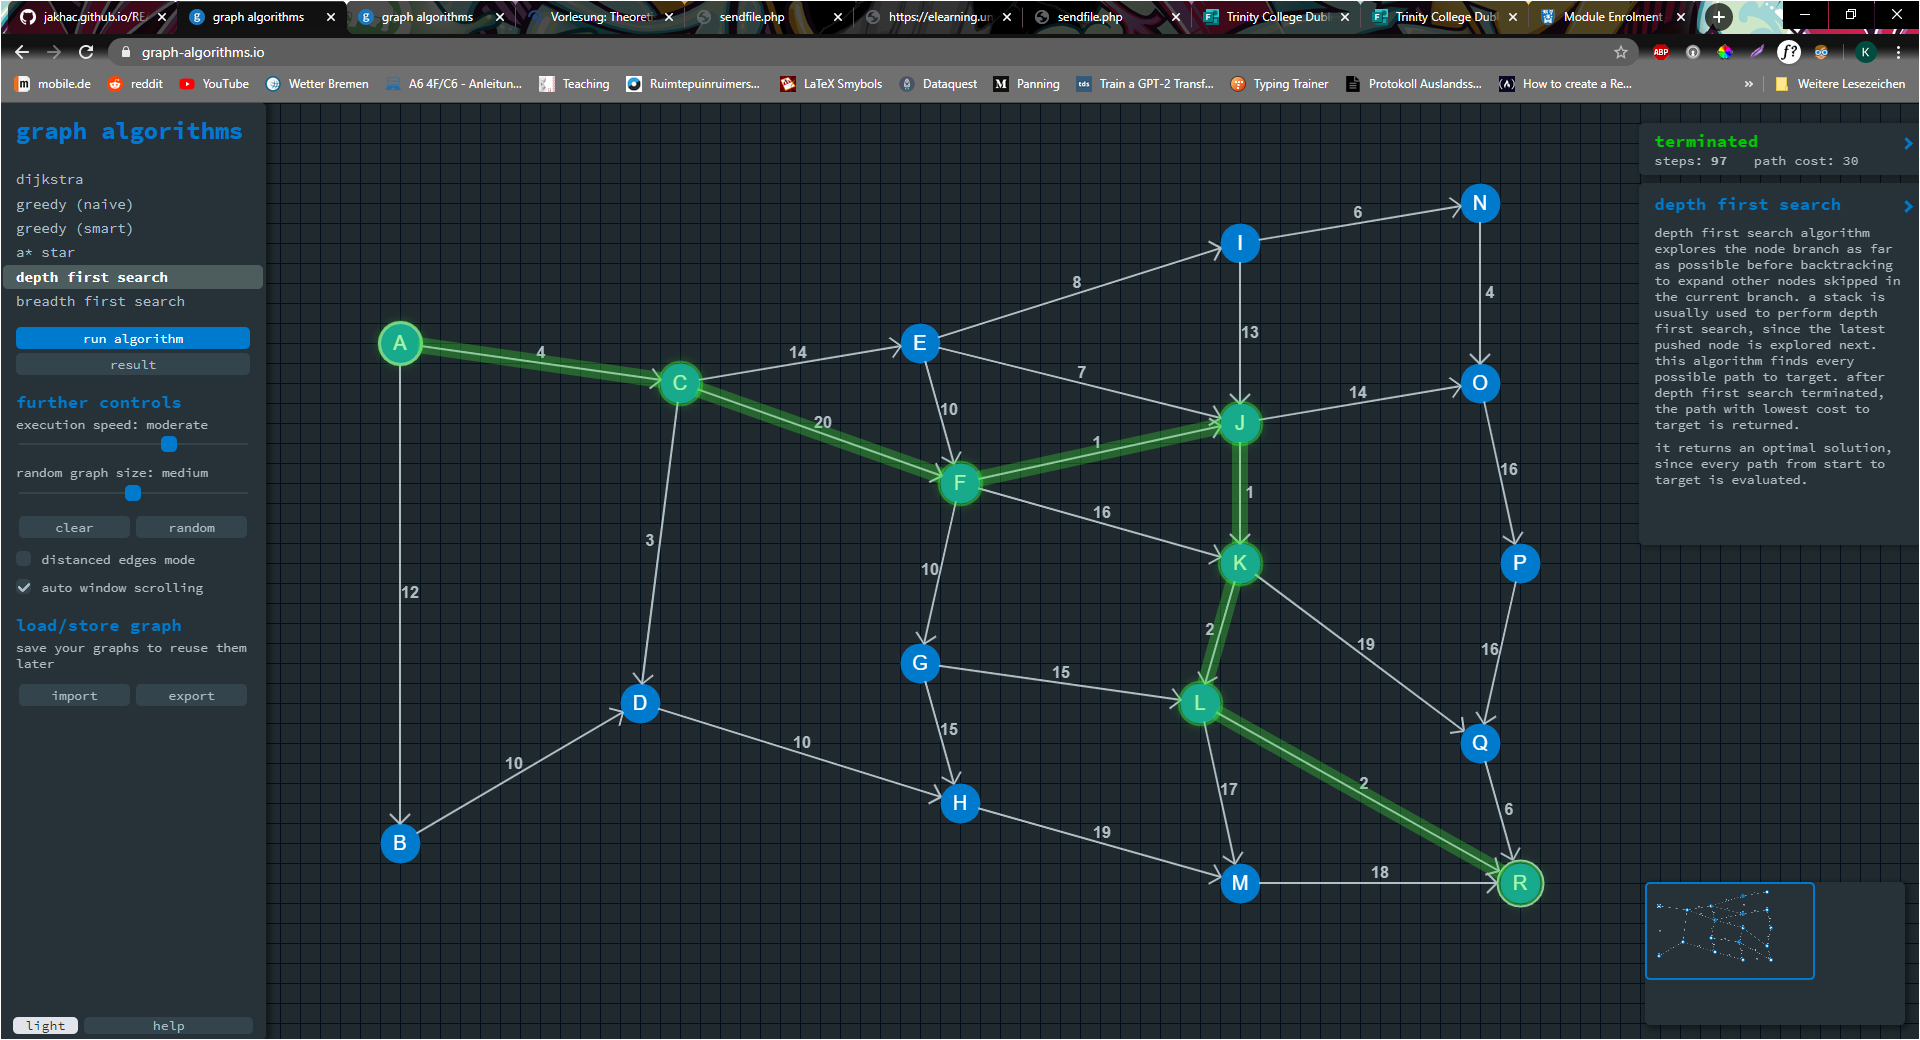 jakhac.github.io/RE
graph algorithms
graph algorithms
Vorlesung: Theoreti
sendfile.php
https://elearning.un
sendfile.php
Trinity College Dubl
Trinity College Dubl
Module Enrolment
graph-algorithms.io
ABP
f?
K
mobile.de
reddit
YouTube
Wetter Bremen
A6 4F/C6 - Anleitun...
Teaching
Ruimtepuinruimers...
LaTeX Smybols
Dataquest
Panning
tds
Train a GPT-2 Transf...
Typing Trainer
Protokoll Auslandss...
How to create a Re...
»
Weitere Lesezeichen
graph algorithms
dijkstra
greedy (naive)
greedy (smart)
a* star
depth first search
breadth first search
run algorithm
result
further controls
execution speed: moderate
random graph size: medium
clear
random
distanced edges mode
auto window scrolling
load/store graph
save your graphs to reuse them
later
import
export
light
help
N
6
I
4
8
A
4
E
14
13
7
C
O
14
10
20
J
1
16
F
1
16
K
P
3
10
12
2
19
16
G
15
D
L
10
15
Q
10
2
17
H
6
19
B
18
M
R
terminated
steps: 97 path cost: 30
depth first search
depth first search algorithm
explores the node branch as far
as possible before backtracking
to expand other nodes skipped in
the current branch. a stack is
usually used to perform depth
first search, since the latest
pushed node is explored next.
this algorithm finds every
possible path to target. after
depth first search terminated,
the path with lowest cost to
target is returned.
it returns an optimal solution,
since every path from start to
target is evaluated.